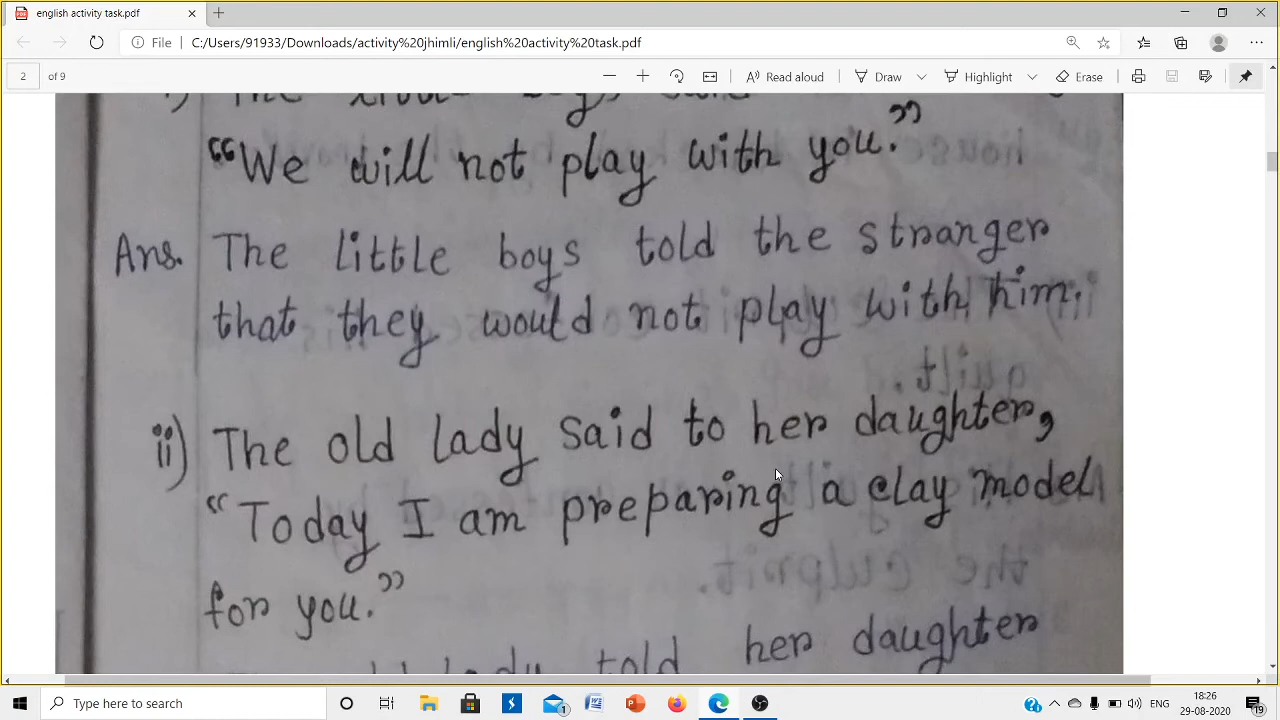 english activity task.pdf
File C:/Users/91933/Downloads/activity%20jhimli/english%20activity%20task.pdf
2 of 9 Read aloud Draw Highlight Erase
“We will not play with you.”
Ans. The little boys told the stranger
that they would not play with him.
ii) The old lady said to her daughter,
“Today I am preparing a clay model
for you.”
lady told her daughter
Type here to search
1
ENG
18:26
29-08-2020
19